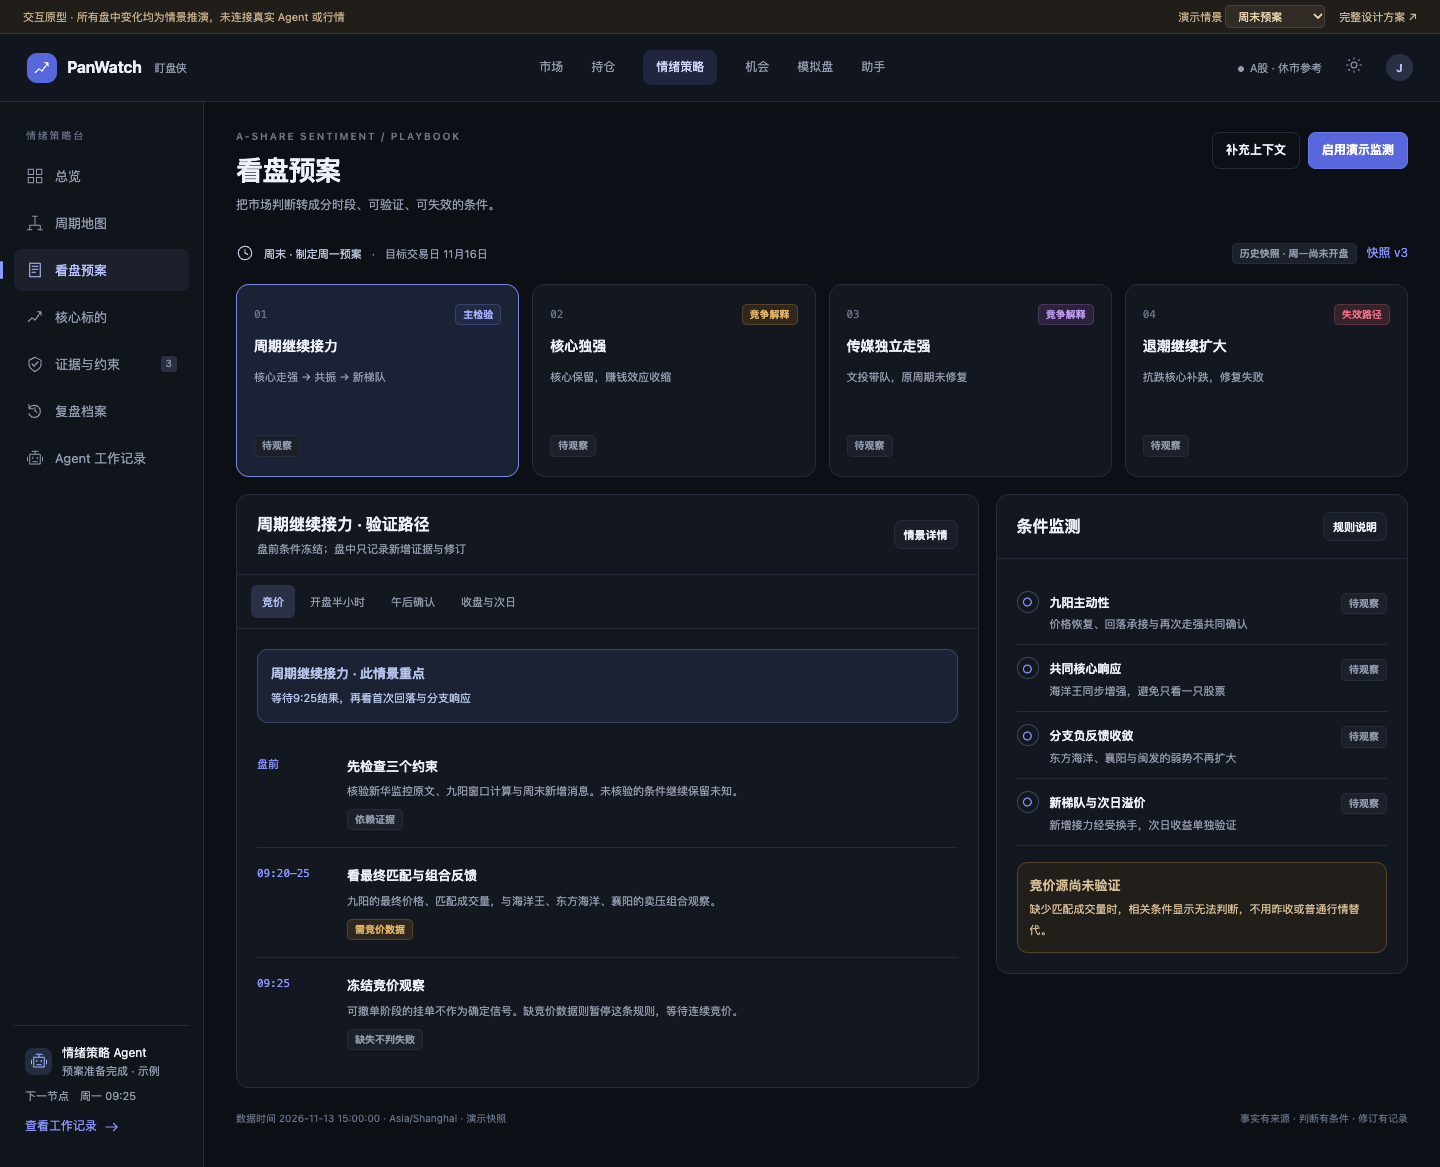 交互原型 · 所有盘中变化均为情景推演，未连接真实 Agent 或行情
演示情景 周末预案 完整设计方案 ↗
PanWatch 盯盘侠
市场 持仓 情绪策略 机会 模拟盘 助手
A股 · 休市参考
J
情绪策略台
总览
周期地图
看盘预案
核心标的
证据与约束 3
复盘档案
Agent 工作记录
A-SHARE SENTIMENT / PLAYBOOK
看盘预案
把市场判断转成分时段、可验证、可失效的条件。
补充上下文 启用演示监测
周末 · 制定周一预案 · 目标交易日 11月16日
历史快照 · 周一尚未开盘 快照 v3
01 主检验
周期继续接力
核心走强 → 共振 → 新梯队
待观察
02 竞争解释
核心独强
核心保留，赚钱效应收缩
待观察
03 竞争解释
传媒独立走强
文投带队，原周期未修复
待观察
04 失效路径
退潮继续扩大
抗跌核心补跌，修复失败
待观察
周期继续接力 · 验证路径
盘前条件冻结；盘中只记录新增证据与修订
情景详情
竞价 开盘半小时 午后确认 收盘与次日
周期继续接力 · 此情景重点
等待9:25结果，再看首次回落与分支响应
盘前
先检查三个约束
核验新华监控原文、九阳窗口计算与周末新增消息。未核验的条件继续保留未知。
依赖证据
09:20—25
看最终匹配与组合反馈
九阳的最终价格、匹配成交量，与海洋王、东方海洋、襄阳的卖压组合观察。
需竞价数据
09:25
冻结竞价观察
可撤单阶段的挂单不作为确定信号。缺竞价数据则暂停这条规则，等待连续竞价。
缺失不判失败
条件监测
规则说明
九阳主动性
价格恢复、回落承接与再次走强共同确认
待观察
共同核心响应
海洋王同步增强，避免只看一只股票
待观察
分支负反馈收敛
东方海洋、襄阳与闽发的弱势不再扩大
待观察
新梯队与次日溢价
新增接力经受换手，次日收益单独验证
待观察
竞价源尚未验证
缺少匹配成交量时，相关条件显示无法判断，不用昨收或普通行情替
代。
情绪策略 Agent
预案准备完成 · 示例
下一节点 周一 09:25
查看工作记录 →
数据时间 2026-11-13 15:00:00 · Asia/Shanghai · 演示快照
事实有来源 · 判断有条件 · 修订有记录